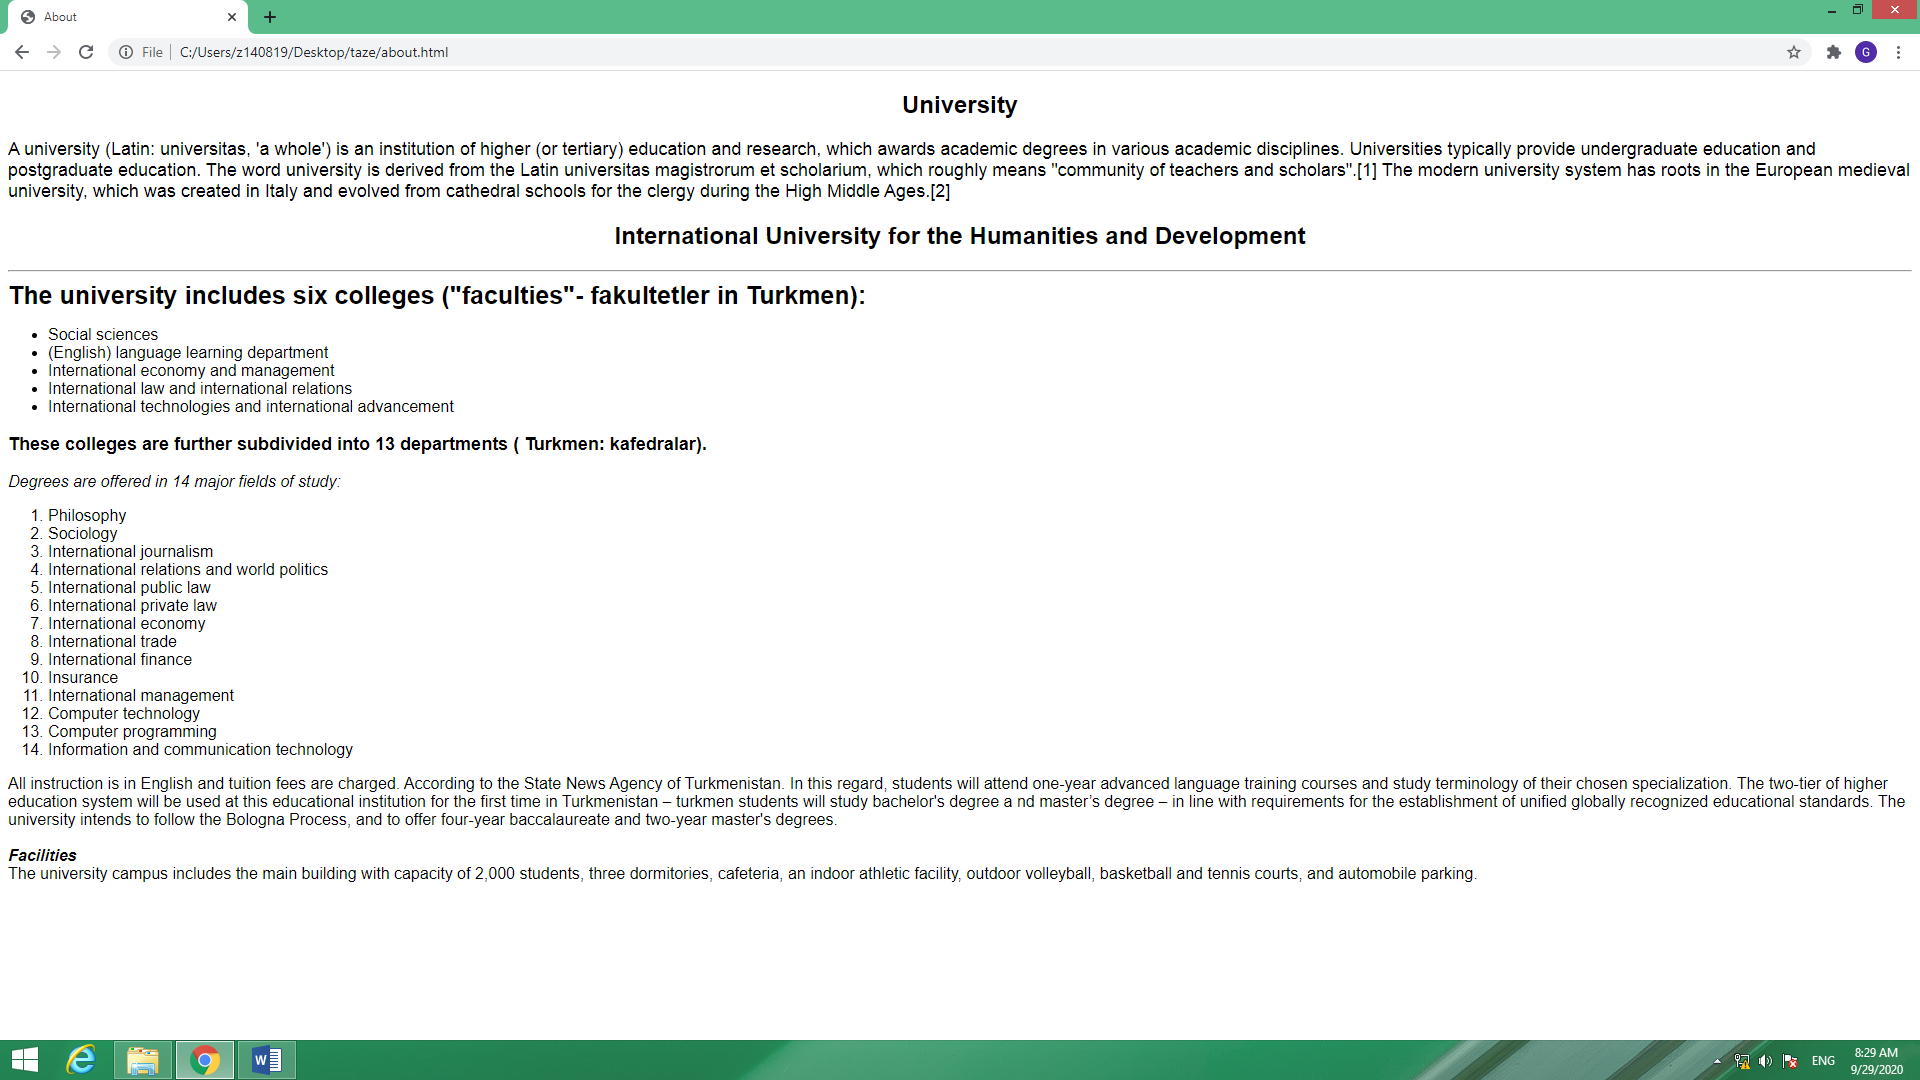 About
File
C:/Users/z140819/Desktop/taze/about.html
G
University
A university (Latin: universitas, 'a whole') is an institution of higher (or tertiary) education and research, which awards academic degrees in various academic disciplines. Universities typically provide undergraduate education and
postgraduate education. The word university is derived from the Latin universitas magistrorum et scholarium, which roughly means "community of teachers and scholars".[1] The modern university system has roots in the European medieval
university, which was created in Italy and evolved from cathedral schools for the clergy during the High Middle Ages.[2]
International University for the Humanities and Development
The university includes six colleges ("faculties"- fakultetler in Turkmen):
• Social sciences
• (English) language learning department
• International economy and management
• International law and international relations
• International technologies and international advancement
These colleges are further subdivided into 13 departments ( Turkmen: kafedralar).
Degrees are offered in 14 major fields of study:
1. Philosophy
2. Sociology
3. International journalism
4. International relations and world politics
5. International public law
6. International private law
7. International economy
8. International trade
9. International finance
10. Insurance
11. International management
12. Computer technology
13. Computer programming
14. Information and communication technology
All instruction is in English and tuition fees are charged. According to the State News Agency of Turkmenistan. In this regard, students will attend one-year advanced language training courses and study terminology of their chosen specialization. The two-tier of higher
education system will be used at this educational institution for the first time in Turkmenistan – turkmen students will study bachelor's degree a nd master’s degree – in line with requirements for the establishment of unified globally recognized educational standards. The
university intends to follow the Bologna Process, and to offer four-year baccalaureate and two-year master's degrees.
Facilities
The university campus includes the main building with capacity of 2,000 students, three dormitories, cafeteria, an indoor athletic facility, outdoor volleyball, basketball and tennis courts, and automobile parking.
ENG
8:29 AM
9/29/2020